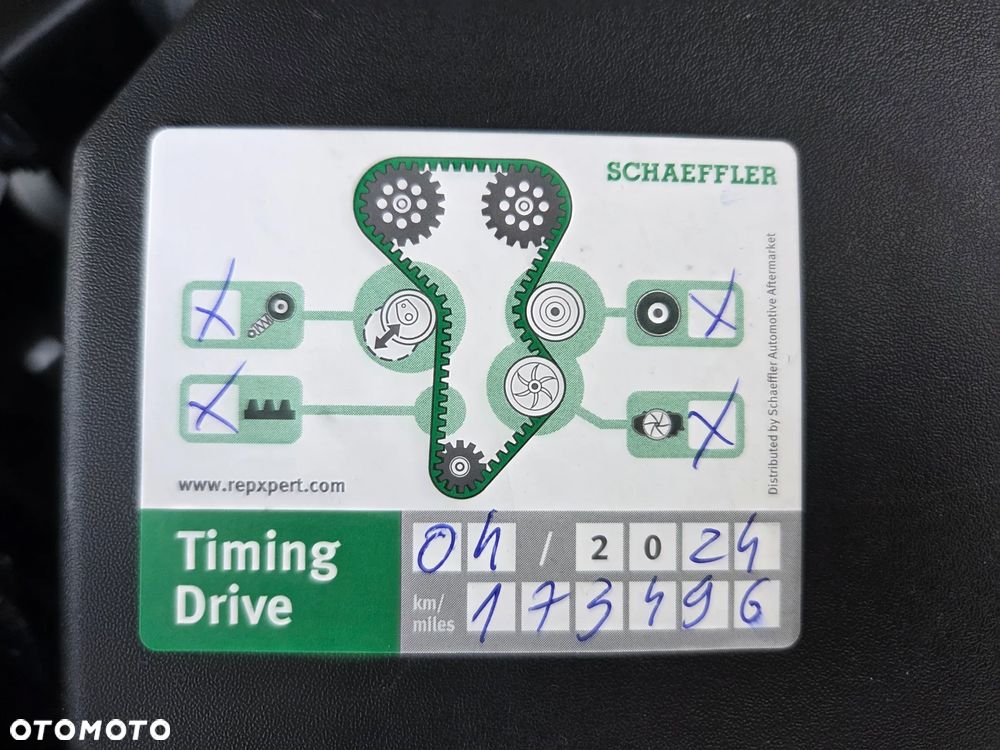 SCHAEFFLER
Distributed by Schaeffler Automotive Aftermarket
X
X
X
X
www.repxpert.com
Timing
Drive
04 / 2024
km/
miles
173496
OTOMOTO